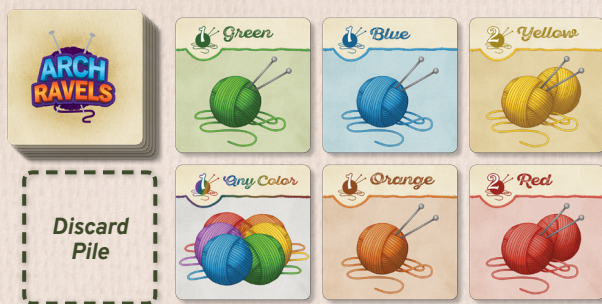 ARCH
RAVELS
1 Green
1 Blue
2 Yellow
Discard
Pile
1 Any Color
1 Orange
2 Red